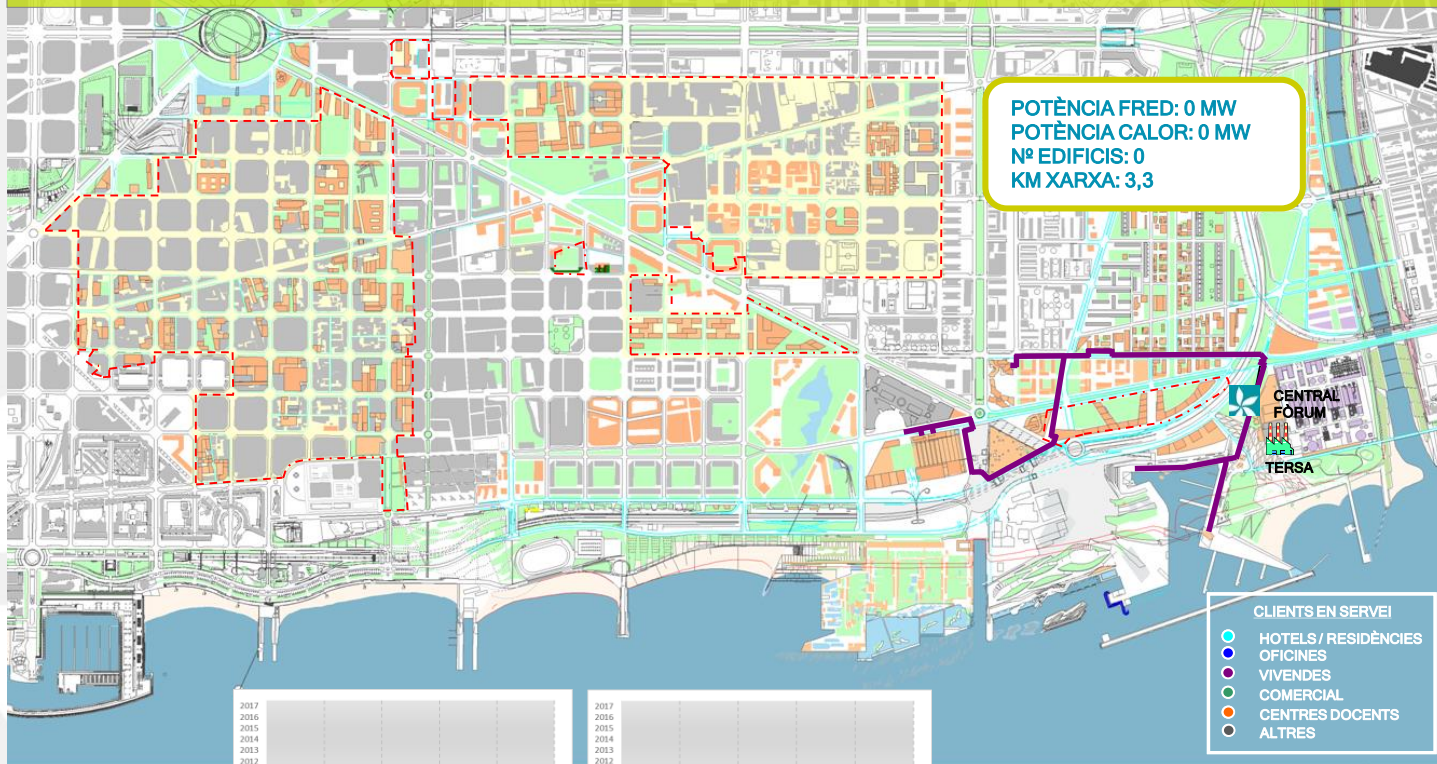 POTÈNCIA FRED: 0 MW
POTÈNCIA CALOR: 0 MW
Nº EDIFICIS: 0
KM XARXA: 3,3
CENTRAL
FÒRUM
TERSA
CLIENTS EN SERVEI
HOTELS / RESIDÈNCIES
OFICINES
VIVENDES
COMERCIAL
CENTRES DOCENTS
ALTRES
2017
2016
2015
2014
2013
2012
2017
2016
2015
2014
2013
2012